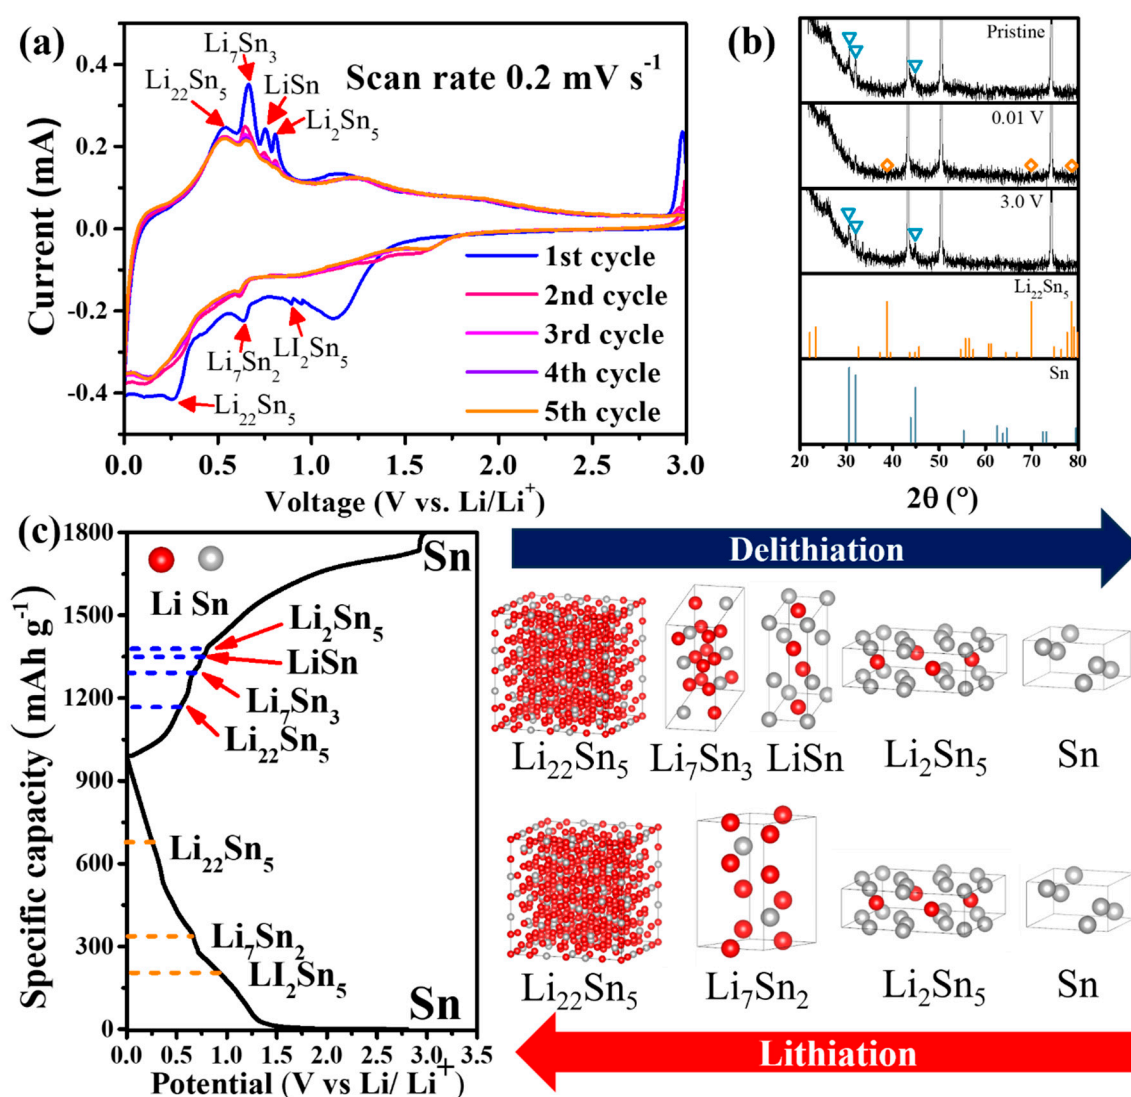 (a)
Current (mA)
0.4
0.2
0.0
-0.2
-0.4
Scan rate 0.2 mV s⁻¹
Li₇Sn₃
Li₂₂Sn₅
LiSn
Li₂Sn₅
Li₇Sn₂
LI₂Sn₅
Li₂₂Sn₅
1st cycle
2nd cycle
3rd cycle
4th cycle
5th cycle
0.0 0.5 1.0 1.5 2.0 2.5 3.0
Voltage (V vs. Li/Li⁺)
(b)
Pristine
0.01 V
3.0 V
Li₂₂Sn₅
Sn
20 30 40 50 60 70 80
2θ (°)
(c)
Specific capacity (mAh g⁻¹)
1800
1500
1200
900
600
300
0
Sn
Li Sn
Li₂Sn₅
LiSn
Li₇Sn₃
Li₂₂Sn₅
Li₂₂Sn₅
Li₇Sn₂
LI₂Sn₅
Sn
0.0 0.5 1.0 1.5 2.0 2.5 3.0 3.5
Potential (V vs Li/ Li⁺)
Delithiation
Li₂₂Sn₅ Li₇Sn₃ LiSn Li₂Sn₅ Sn
Li₂₂Sn₅ Li₇Sn₂ Li₂Sn₅ Sn
Lithiation